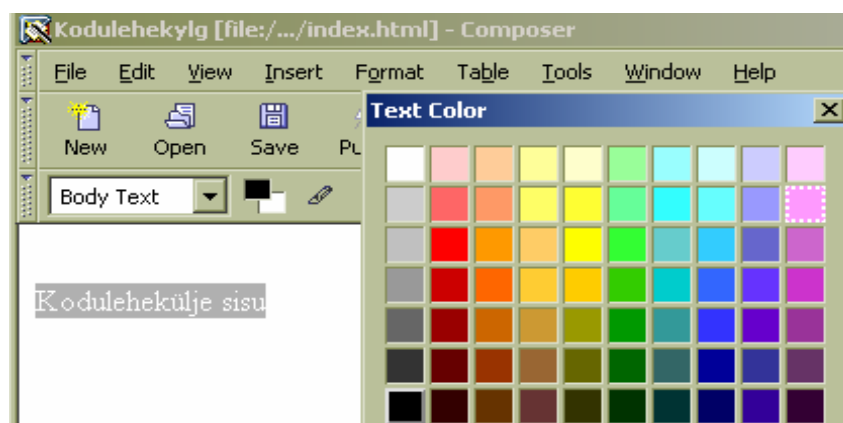 Kodulehekylg [file:/.../index.html] - Composer
File Edit View Insert Format Table Tools Window Help
Text Color
New Open Save
Body Text
Kodulehekülje sisu